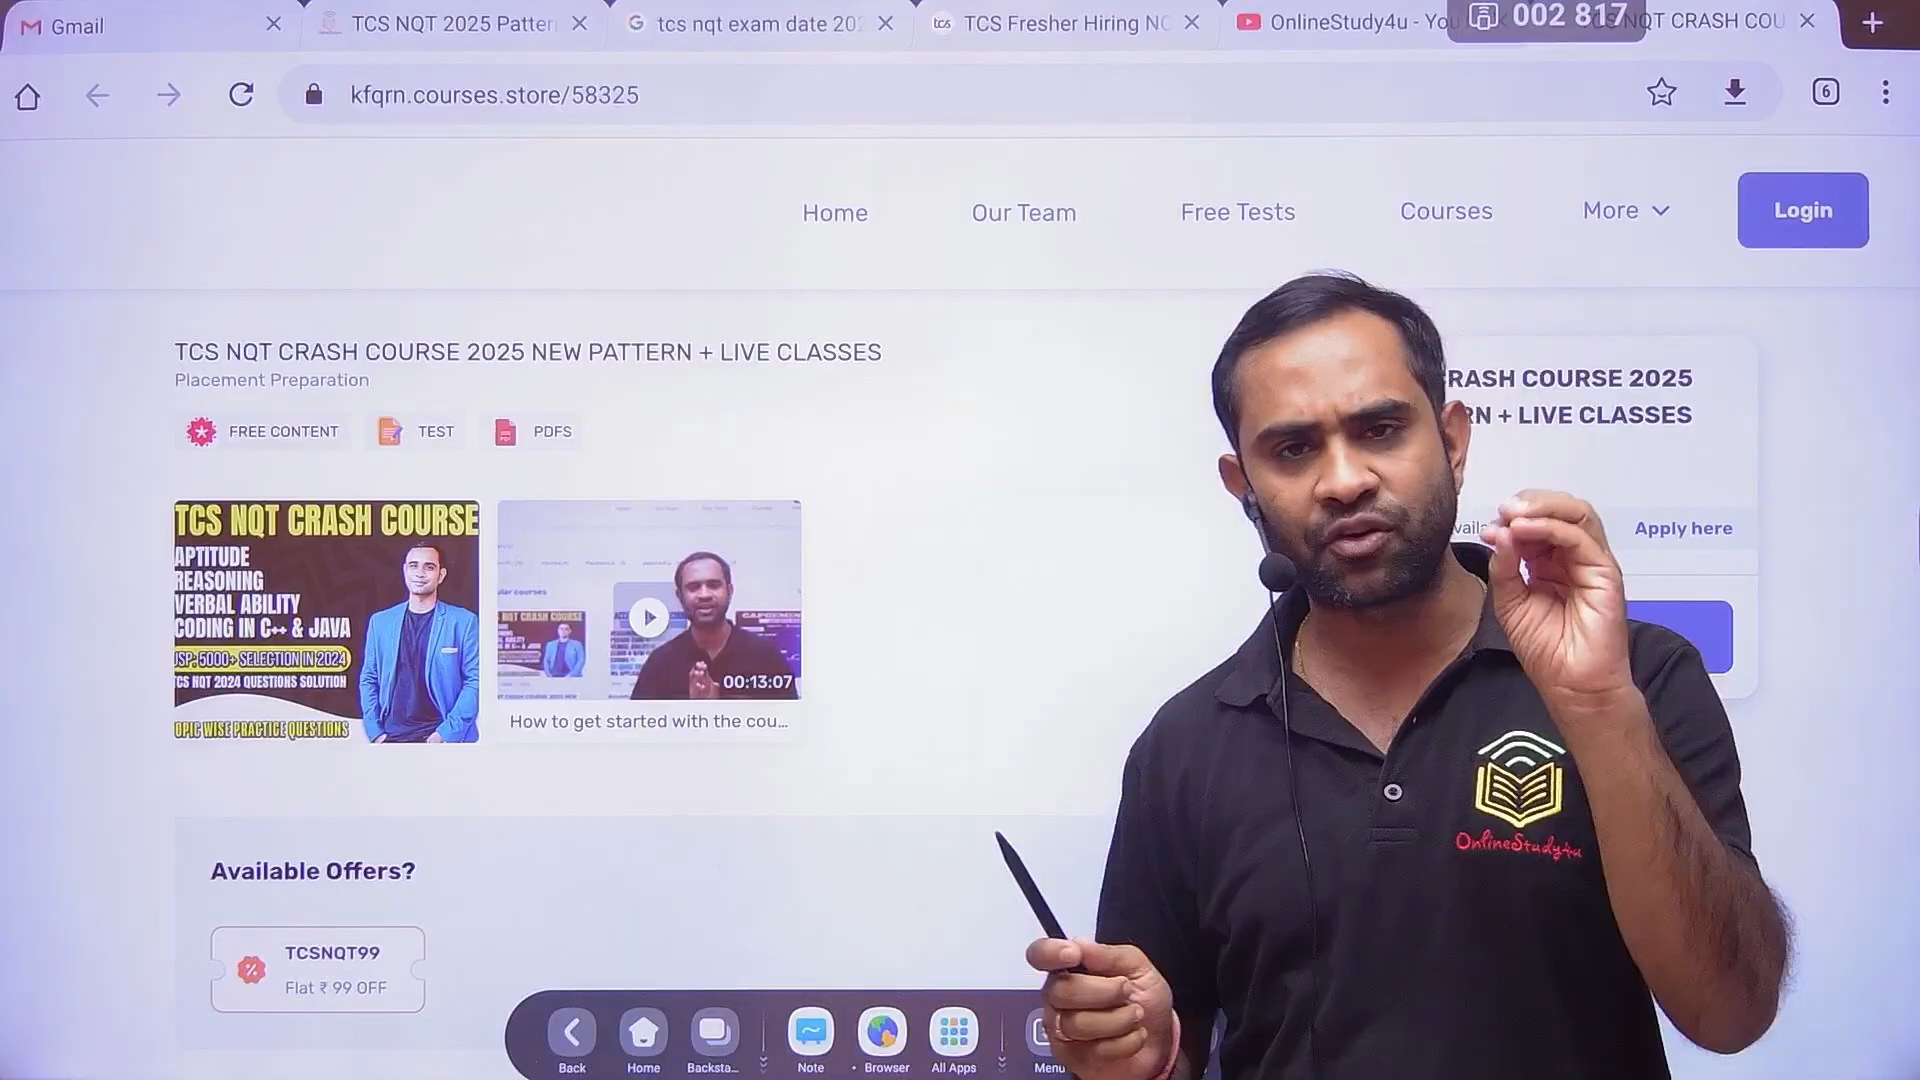 Gmail
TCS NQT 2025 Patter
tcs nqt exam date 20
TCS Fresher Hiring NQ
OnlineStudy4u - You
NQT CRASH COU
002 817
kfqrn.courses.store/58325
6
Home
Our Team
Free Tests
Courses
More
Login
TCS NQT CRASH COURSE 2025 NEW PATTERN + LIVE CLASSES
Placement Preparation
FREE CONTENT
TEST
PDFS
RASH COURSE 2025
RN + LIVE CLASSES
Apply here
TCS NQT CRASH COURSE
APTITUDE
REASONING
VERBAL ABILITY
CODING IN C++ & JAVA
USP:5000+ SELECTION IN 2024
TCS NQT 2024 QUESTIONS SOLUTION
OPIC WISE PRACTICE QUESTIONS
00:13:07
How to get started with the cou...
OnlineStudy4u
Available Offers?
TCSNQT99
Flat ₹ 99 OFF
Back
Home
Backsta...
Note
Browser
All Apps
Menu